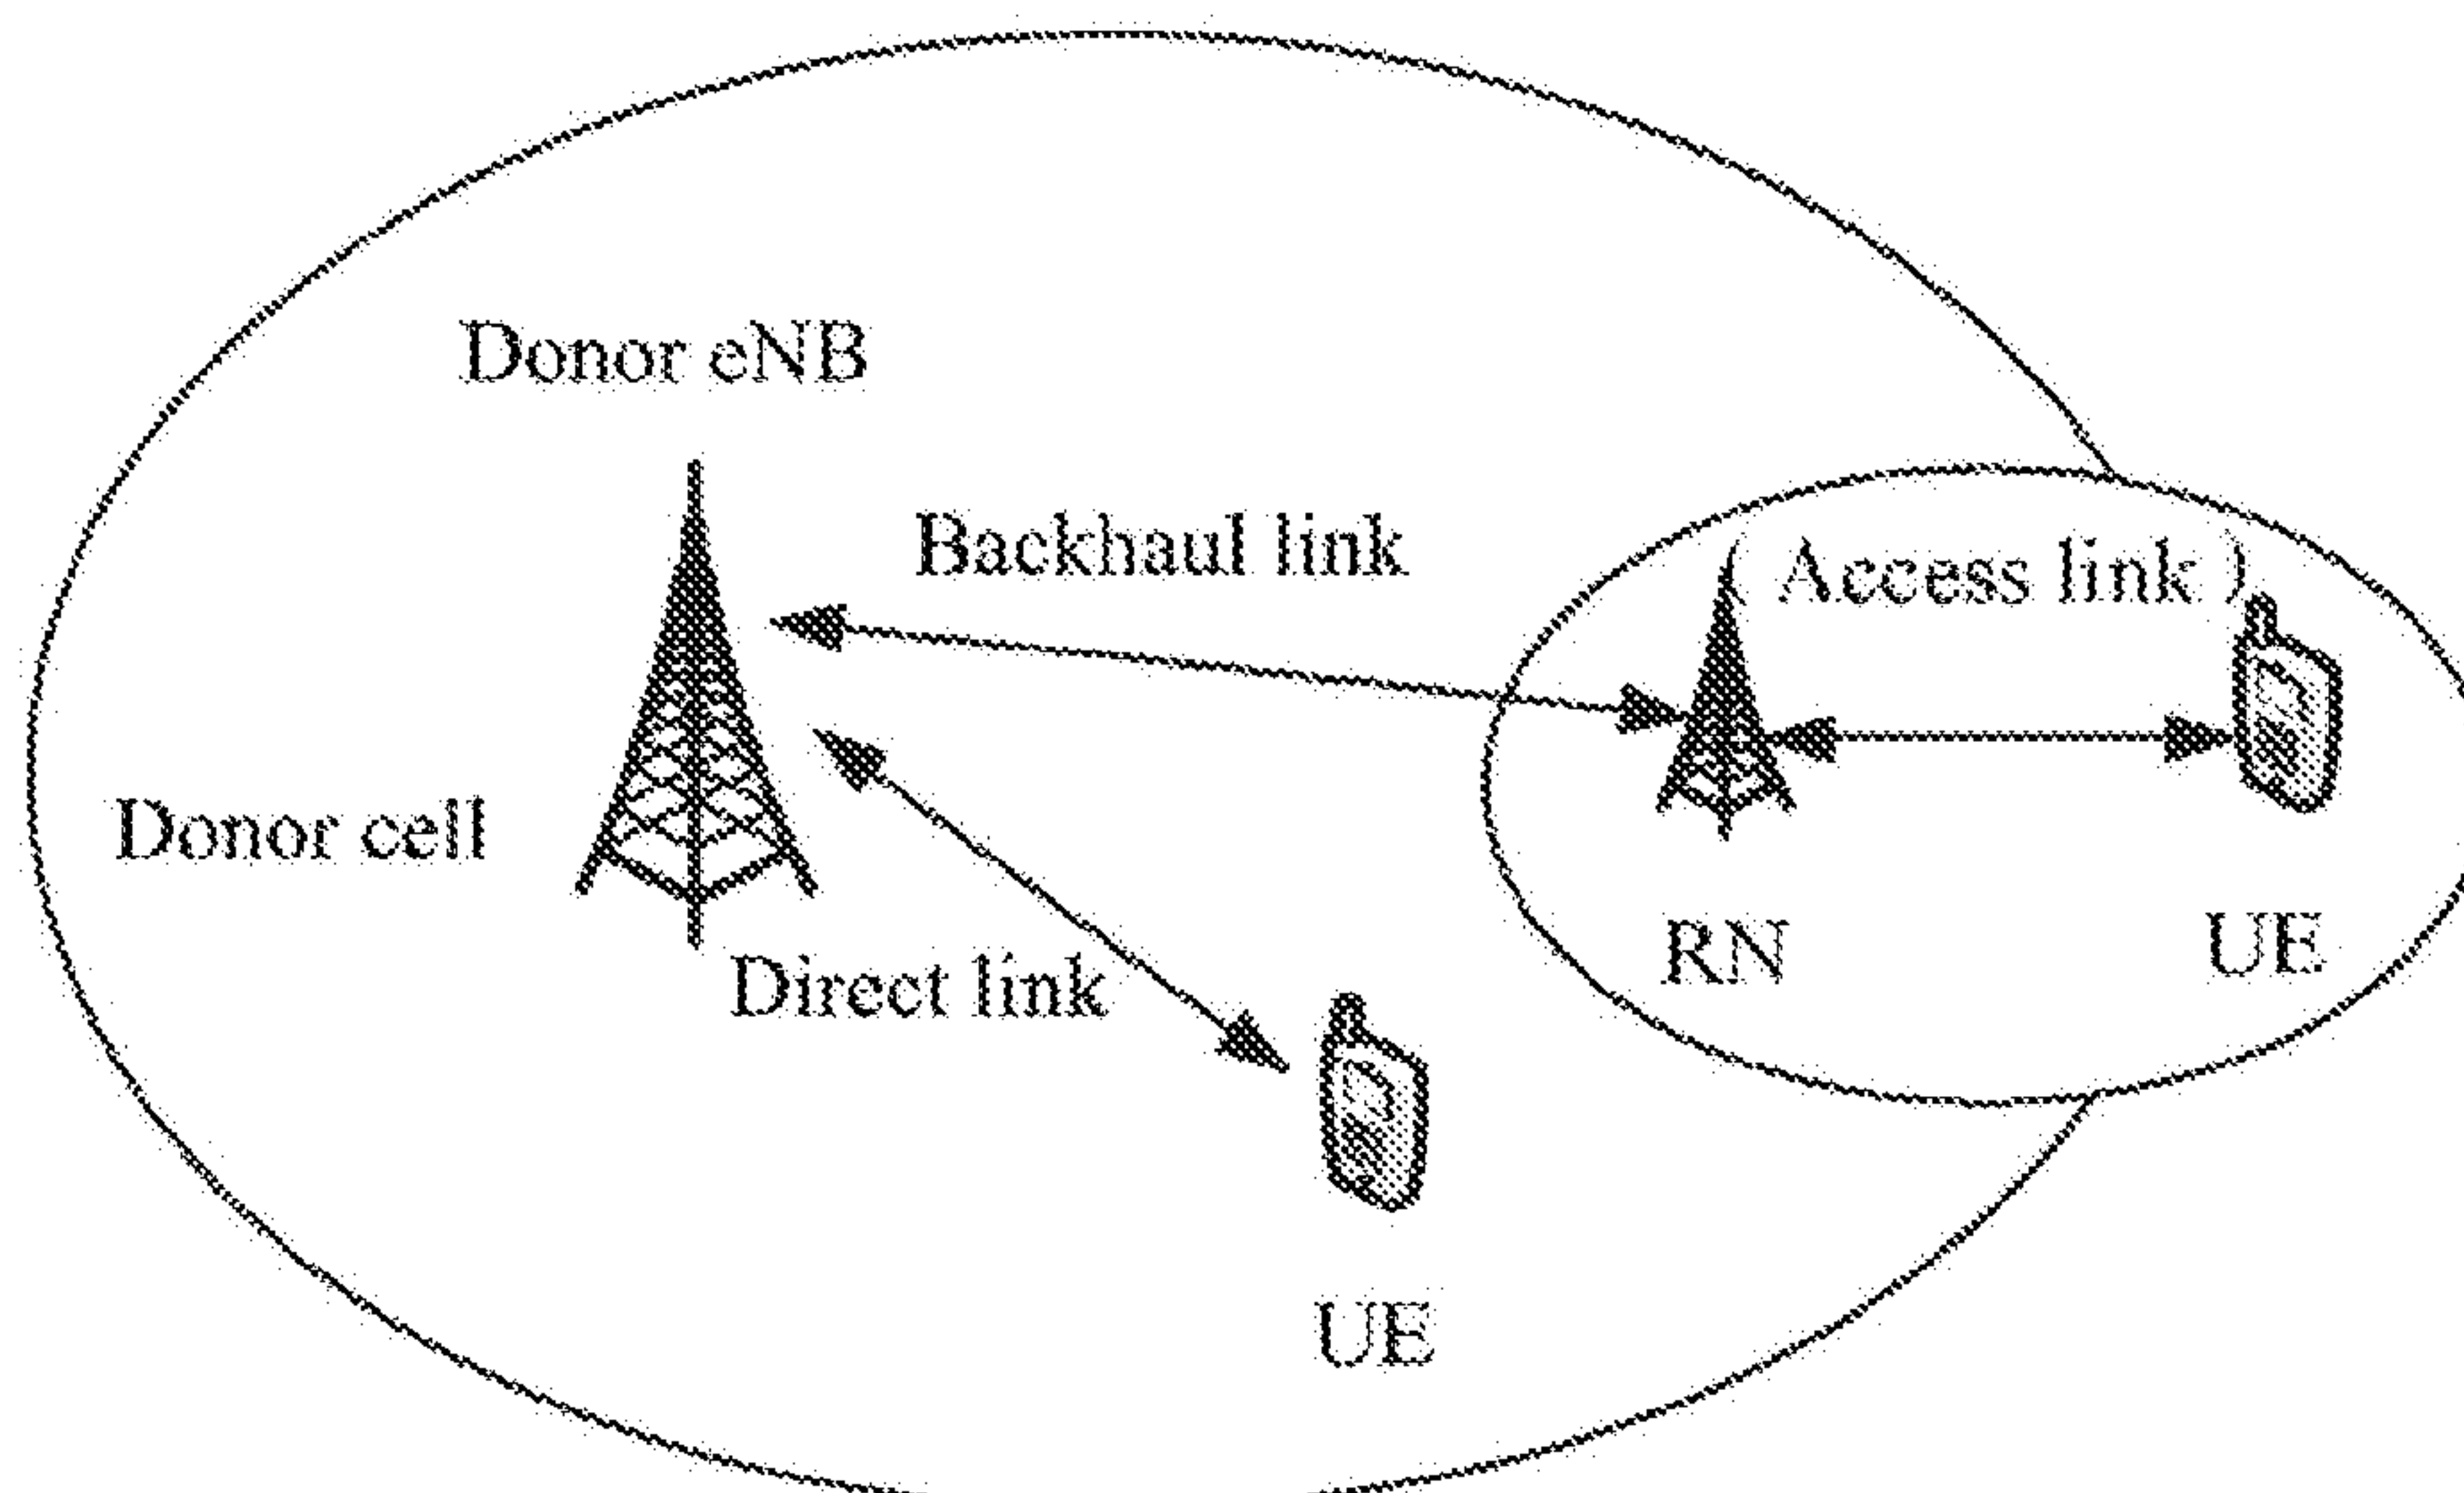 Donor eNB
Backhaul link
Access link
Donor cell
Direct link
RN
UE
UE